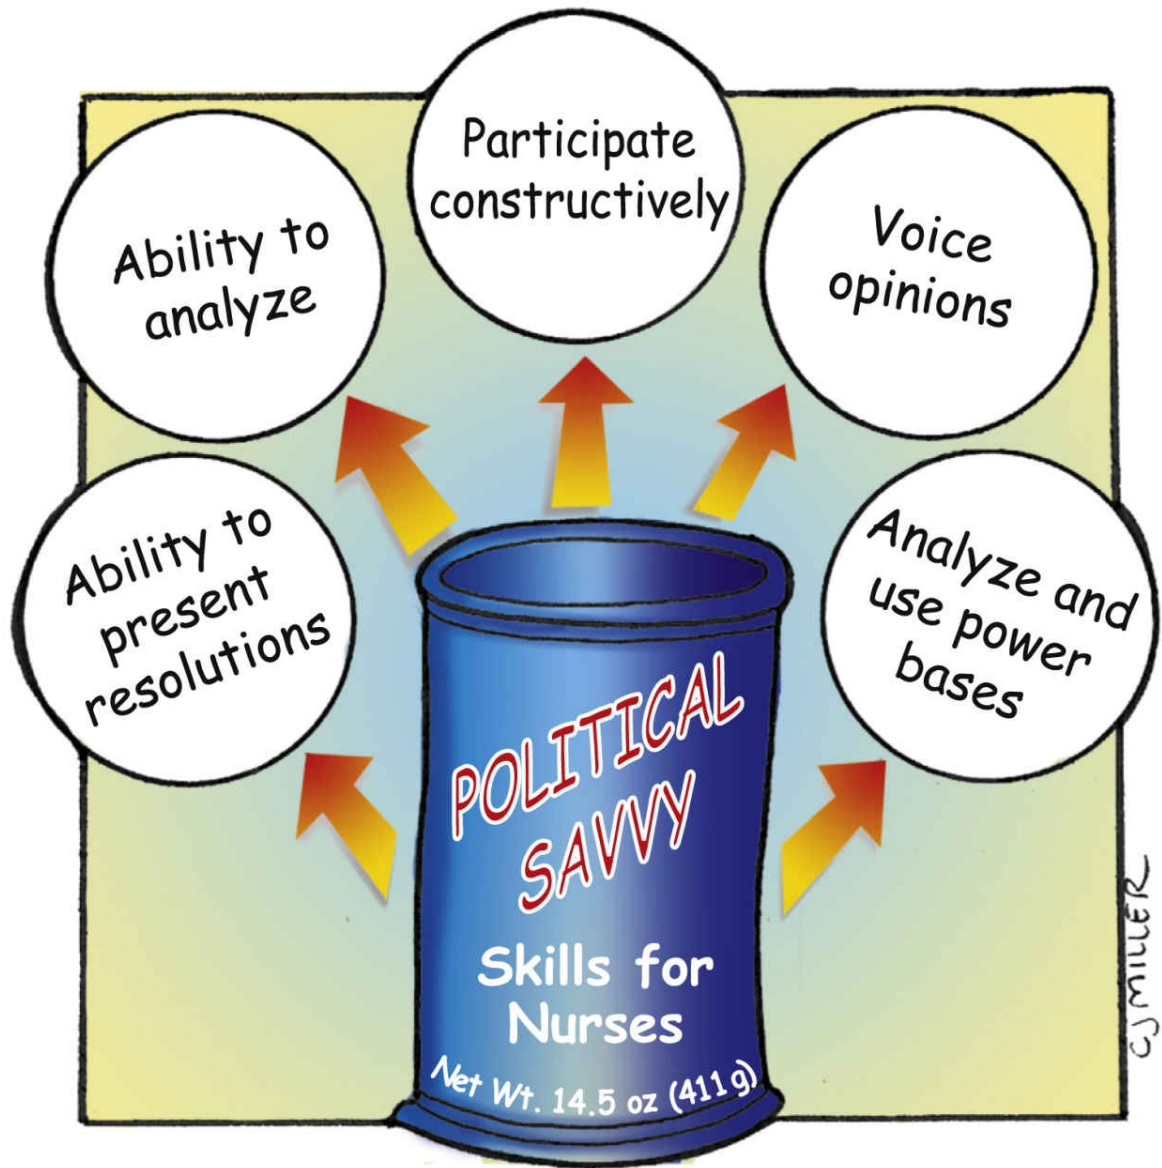 Participate
constructively
Ability to
analyze
Voice
opinions
Ability to
present
resolutions
Analyze and
use power
bases
POLITICAL
SAVVY
Skills for
Nurses
Net Wt. 14.5 oz (411 g)
CJ MILLER